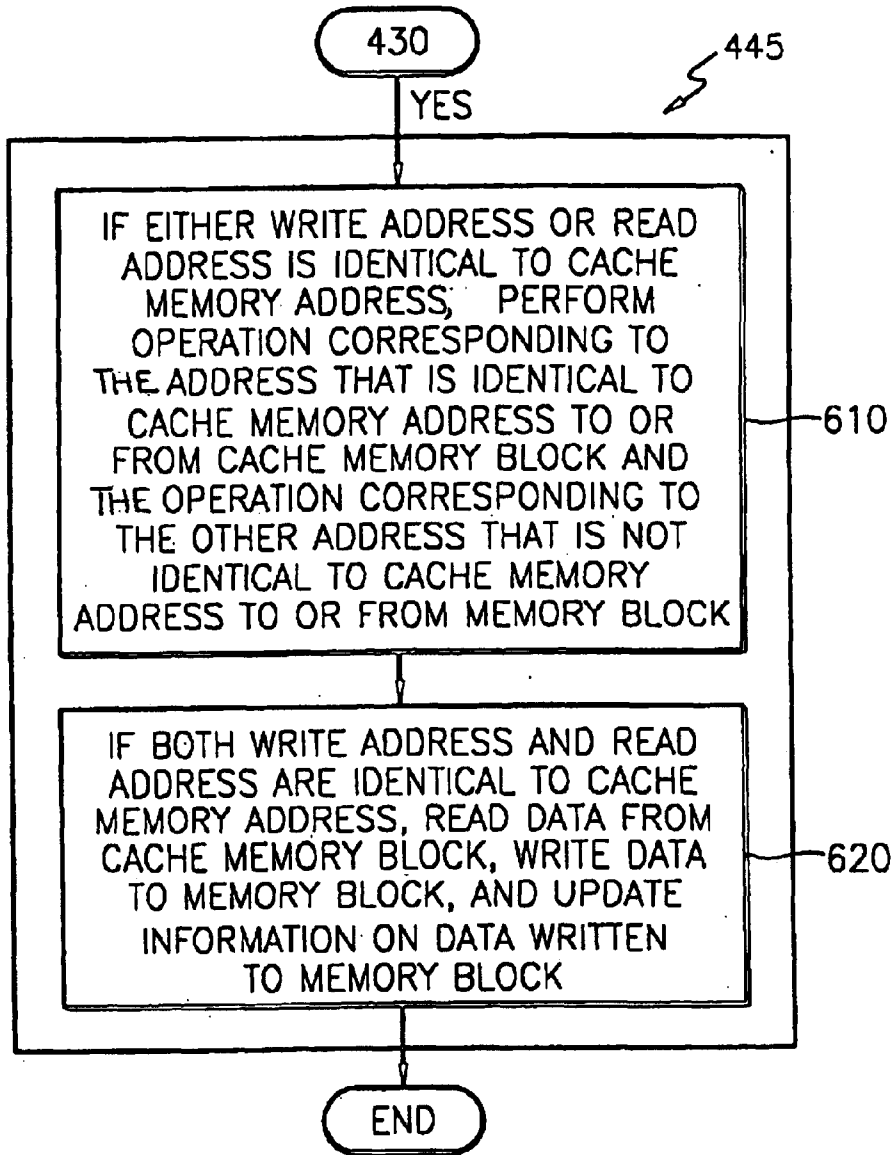 430
445
YES
IF EITHER WRITE ADDRESS OR READ
ADDRESS IS IDENTICAL TO CACHE
MEMORY ADDRESS, PERFORM
OPERATION CORRESPONDING TO
THE ADDRESS THAT IS IDENTICAL TO
CACHE MEMORY ADDRESS TO OR
FROM CACHE MEMORY BLOCK AND
THE OPERATION CORRESPONDING TO
THE OTHER ADDRESS THAT IS NOT
IDENTICAL TO CACHE MEMORY
ADDRESS TO OR FROM MEMORY BLOCK
610
IF BOTH WRITE ADDRESS AND READ
ADDRESS ARE IDENTICAL TO CACHE
MEMORY ADDRESS, READ DATA FROM
CACHE MEMORY BLOCK, WRITE DATA
TO MEMORY BLOCK, AND UPDATE
INFORMATION ON DATA WRITTEN
TO MEMORY BLOCK
620
END